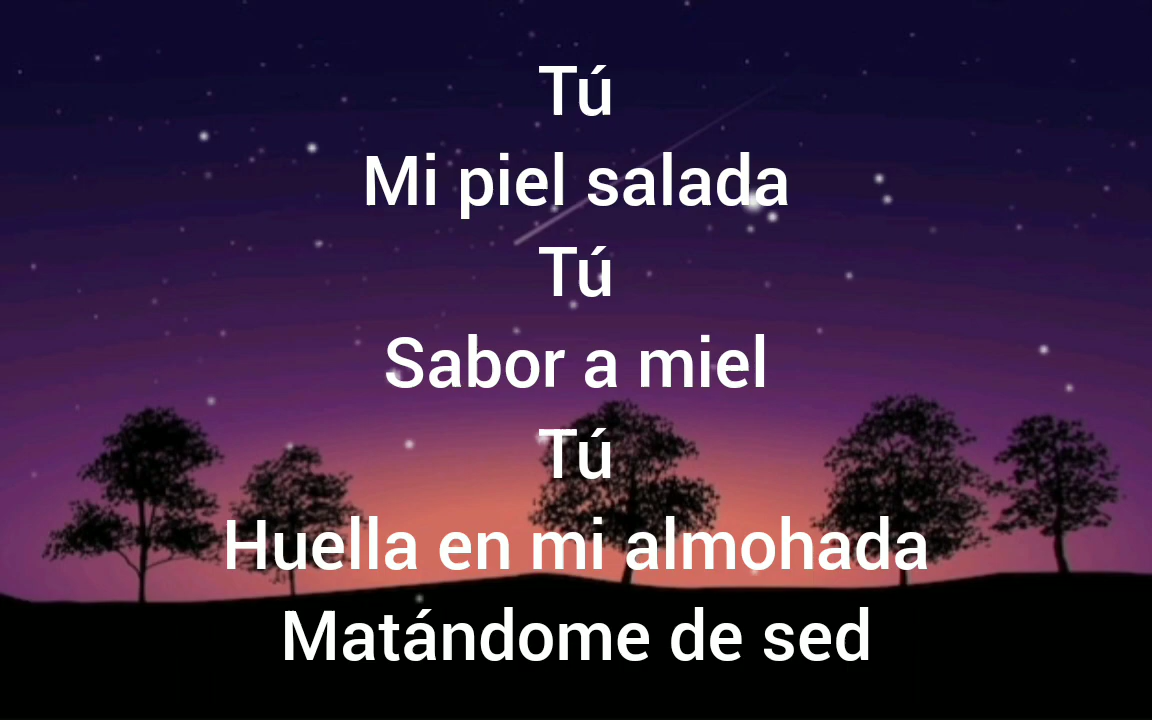 Tú
Mi piel salada
Tú
Sabor a miel
Tú
Huella en mi almohada
Matándome de sed